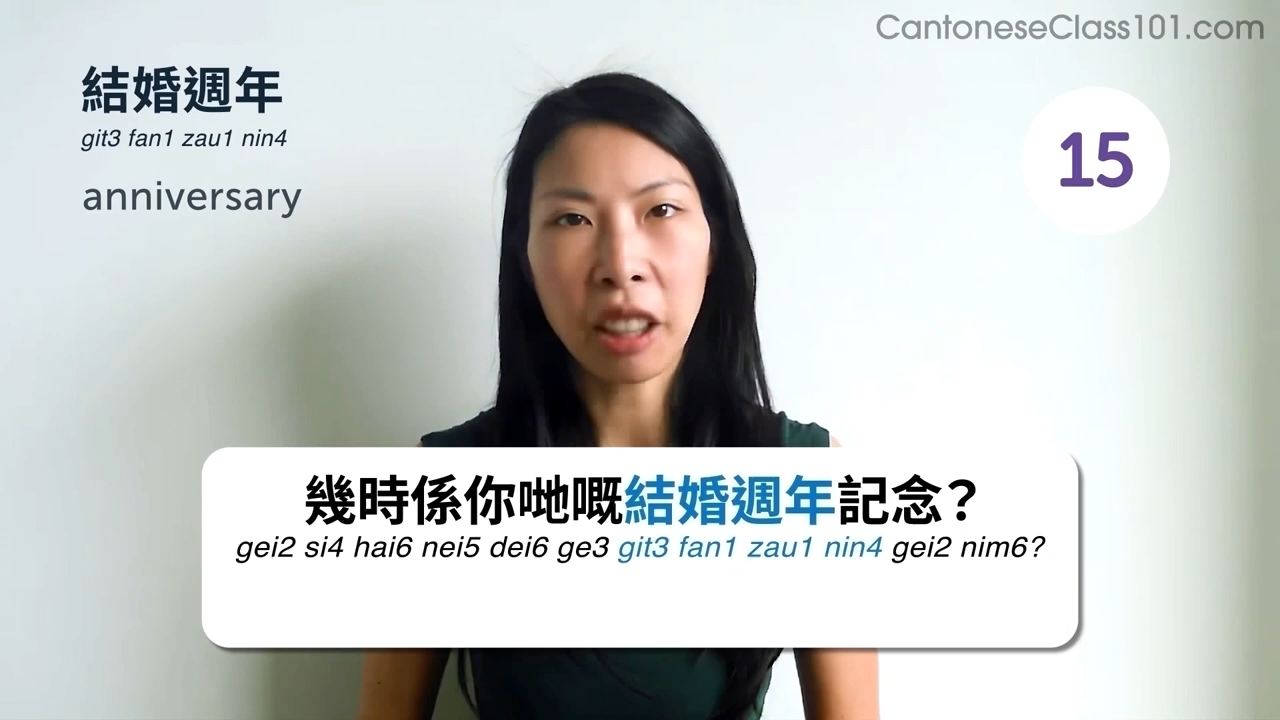 CantoneseClass101.com
結婚週年
git3 fan1 zau1 nin4
anniversary
15
幾時係你哋嘅結婚週年記念？
gei2 si4 hai6 nei5 dei6 ge3 git3 fan1 zau1 nin4 gei2 nim6?